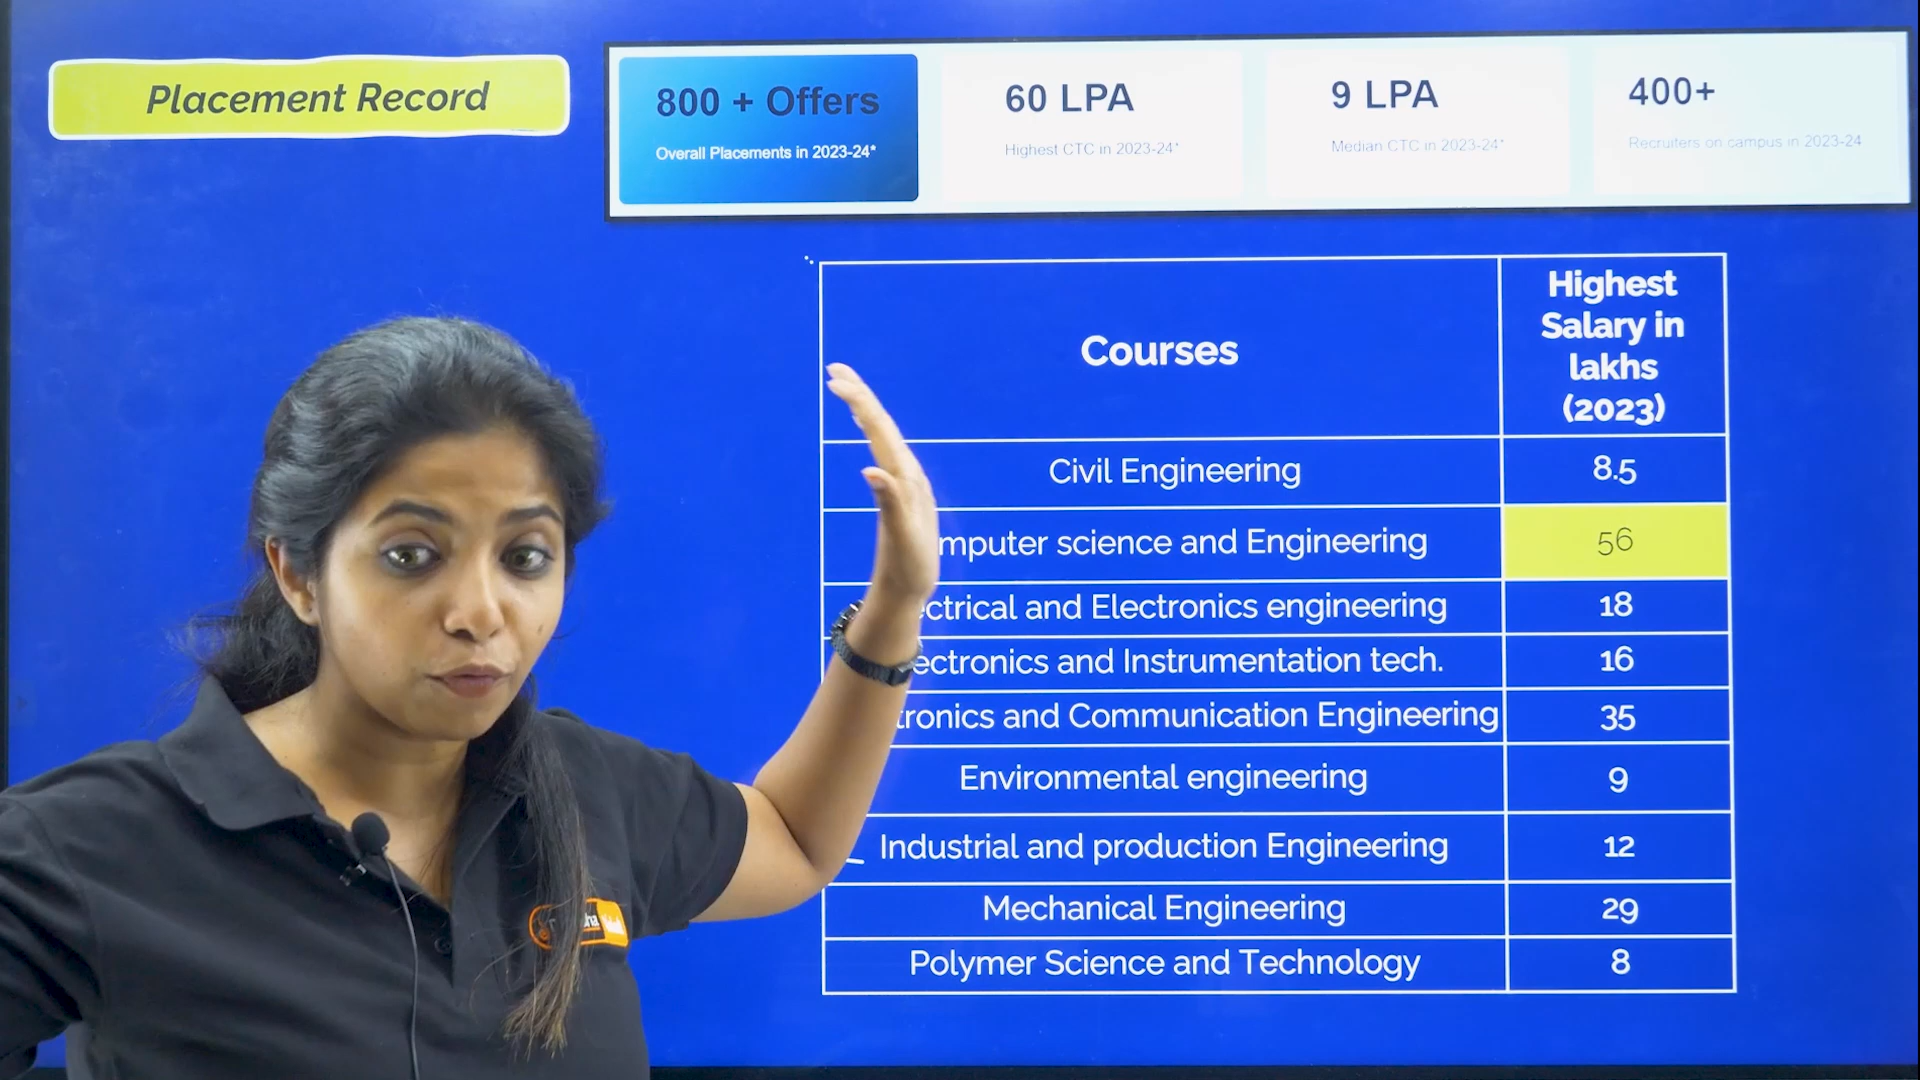 Placement Record
800 + Offers
Overall Placements in 2023-24*
60 LPA
Highest CTC in 2023-24*
9 LPA
Median CTC in 2023-24*
400+
Recruiters on campus in 2023-24
Courses
Highest
Salary in
lakhs
(2023)
Civil Engineering
8.5
mputer science and Engineering
56
ectrical and Electronics engineering
18
ectronics and Instrumentation tech.
16
tronics and Communication Engineering
35
Environmental engineering
9
Industrial and production Engineering
12
Mechanical Engineering
29
Polymer Science and Technology
8